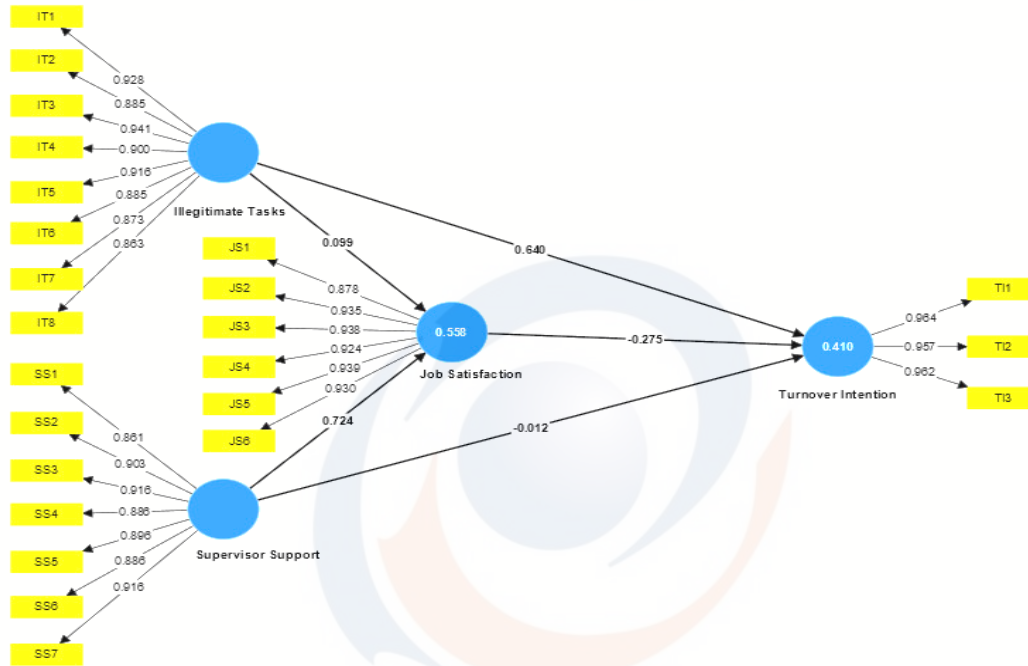 IT1
IT2
IT3
IT4
IT5
IT6
IT7
IT8
0.928
0.885
0.941
0.900
0.916
0.885
0.873
0.863
Illegitimate Tasks
0.099
0.640
JS1
JS2
JS3
JS4
JS5
JS6
0.878
0.935
0.938
0.924
0.939
0.930
0.558
Job Satisfaction
-0.275
0.724
-0.012
SS1
SS2
SS3
SS4
SS5
SS6
SS7
0.861
0.903
0.916
0.886
0.896
0.886
0.916
Supervisor Support
0.410
Turnover Intention
0.964
0.957
0.962
TI1
TI2
TI3